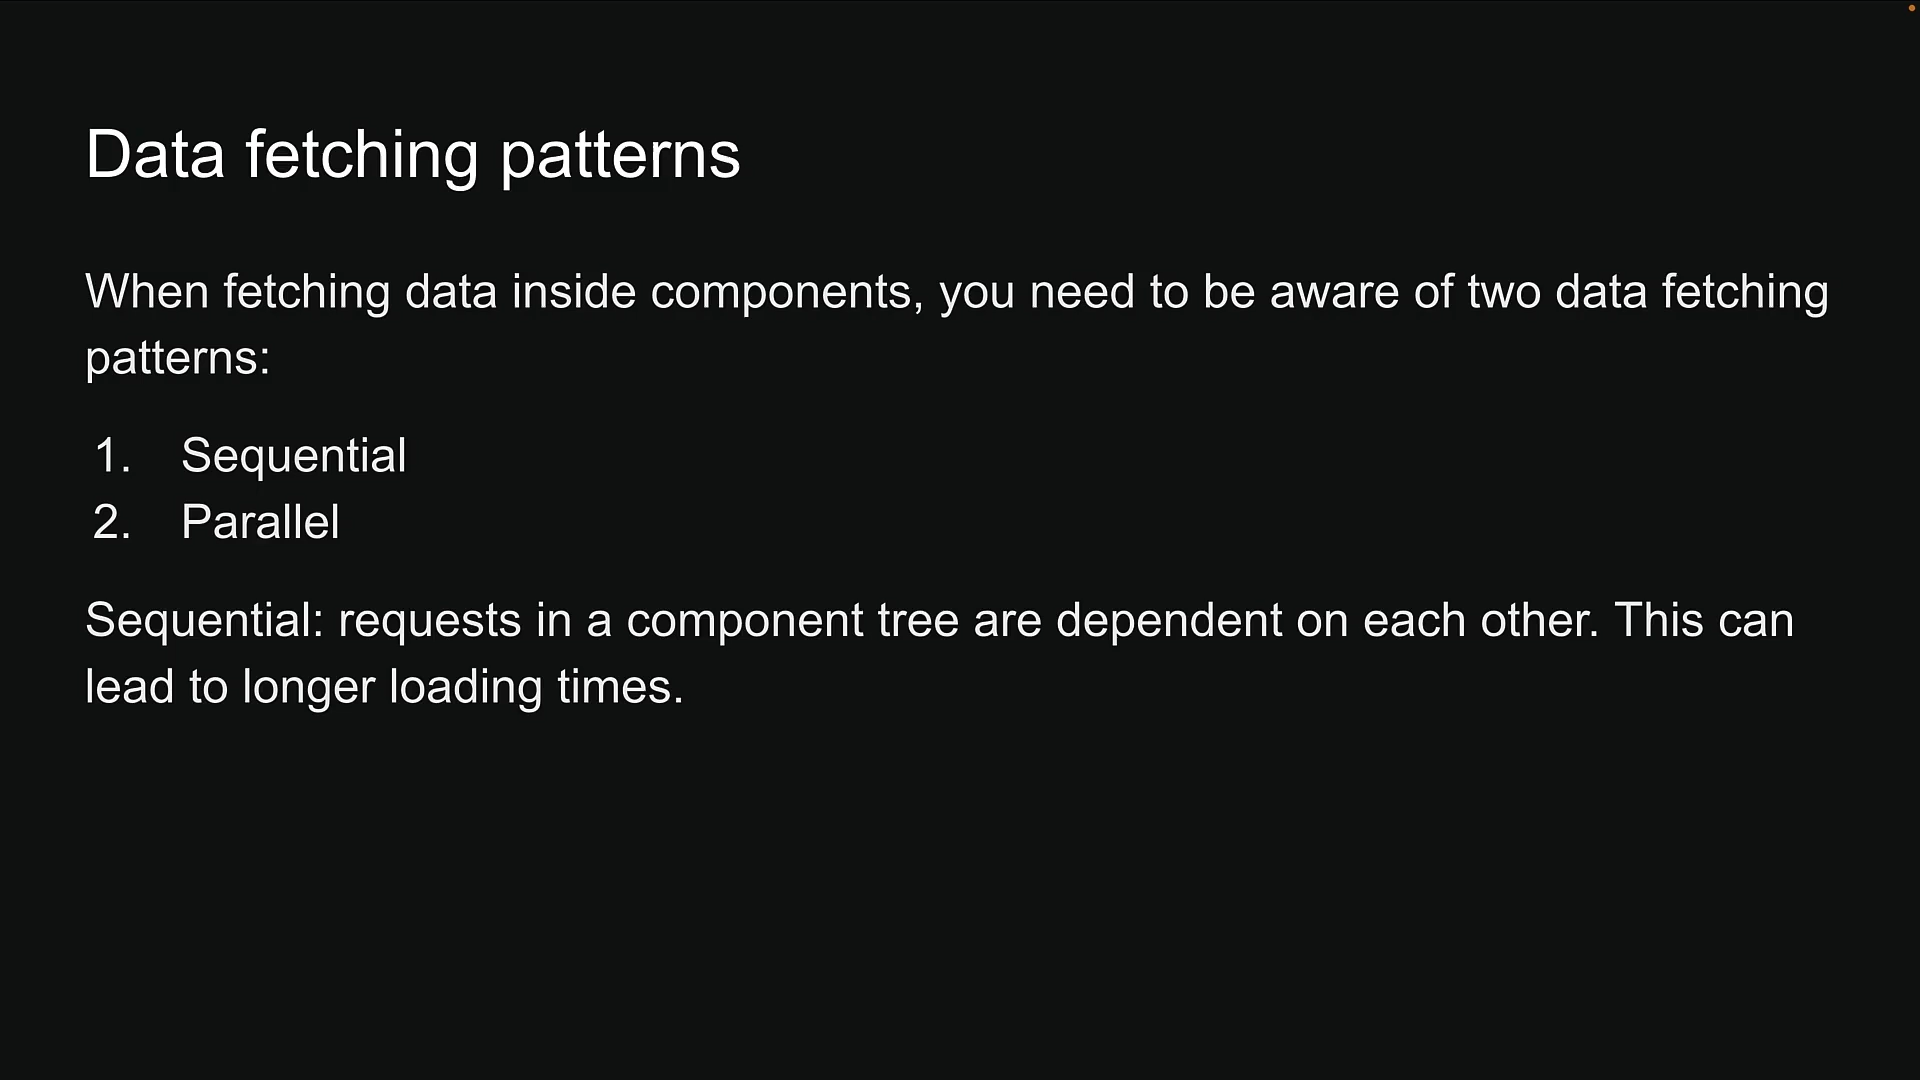 Data fetching patterns
When fetching data inside components, you need to be aware of two data fetching
patterns:
1. Sequential
2. Parallel
Sequential: requests in a component tree are dependent on each other. This can
lead to longer loading times.